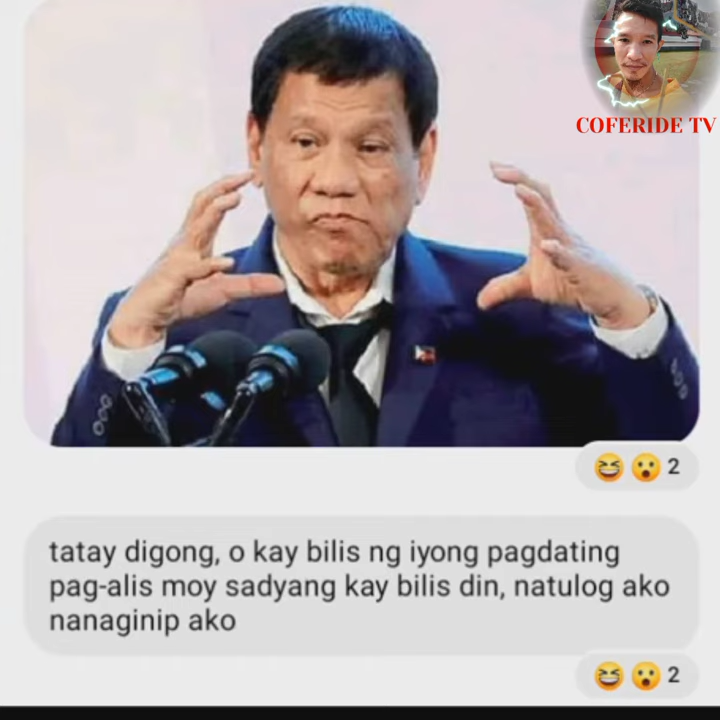 COFERIDE TV
2
tatay digong, o kay bilis ng iyong pagdating
pag-alis moy sadyang kay bilis din, natulog ako
nanaginip ako
2